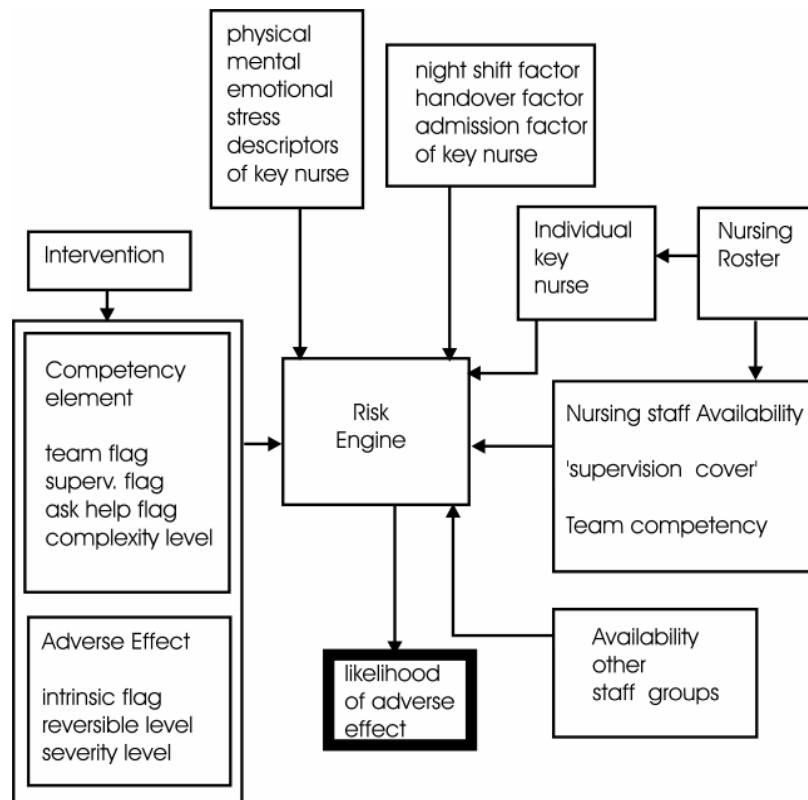 physical
mental
emotional
stress
descriptors
of key nurse
night shift factor
handover factor
admission factor
of key nurse
Individual
key
nurse
Nursing
Roster
Intervention
Competency
element
team flag
superv. flag
ask help flag
complexity level
Risk
Engine
Nursing staff Availability
'supervision cover'
Team competency
Adverse Effect
intrinsic flag
reversible level
severity level
likelihood
of adverse
effect
Availability
other
staff groups